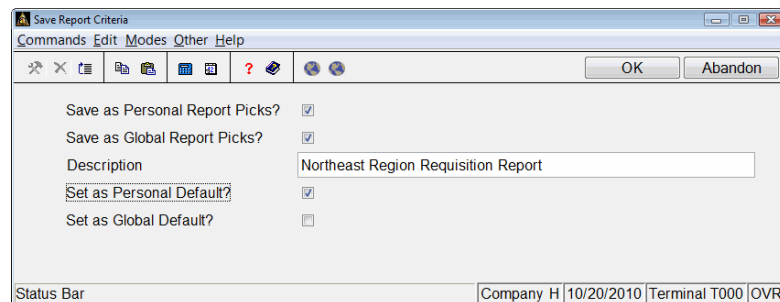 Save Report Criteria
Commands Edit Modes Other Help
? OK Abandon
Save as Personal Report Picks?
Save as Global Report Picks?
Description Northeast Region Requisition Report
Set as Personal Default?
Set as Global Default?
Status Bar Company H 10/20/2010 Terminal T000 OVR